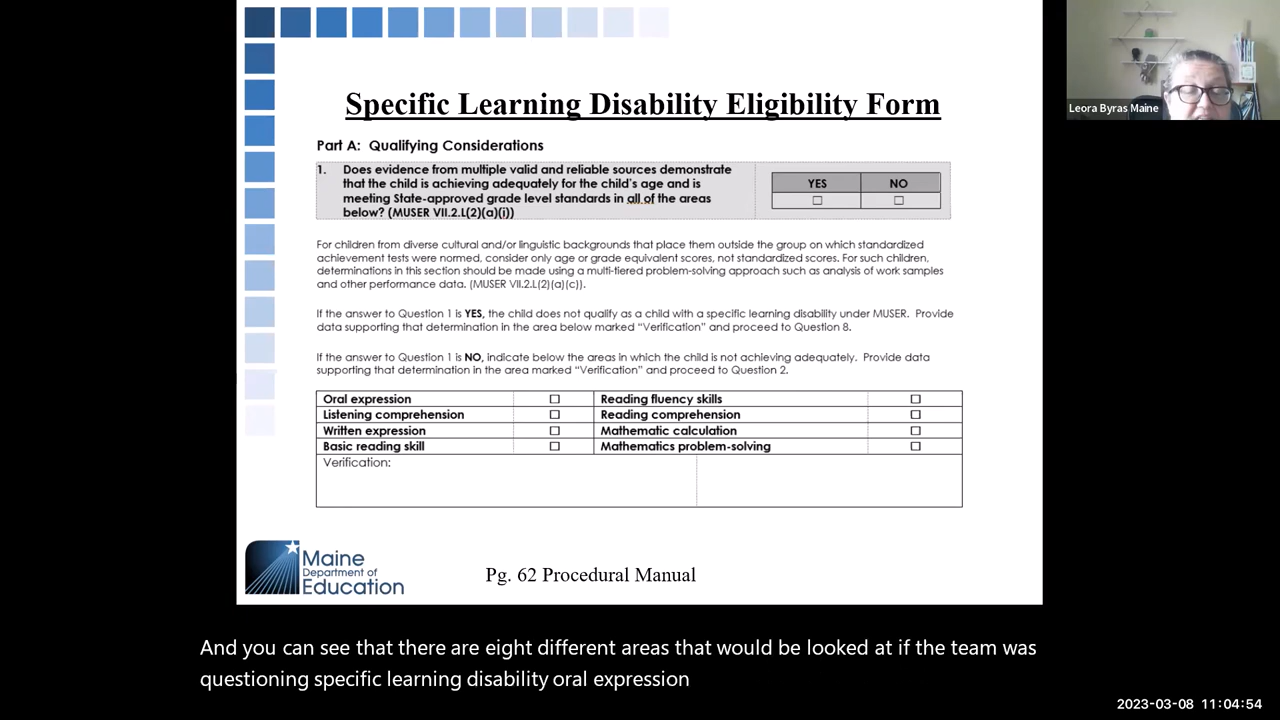 Specific Learning Disability Eligibility Form
Part A: Qualifying Considerations
1. Does evidence from multiple valid and reliable sources demonstrate
that the child is achieving adequately for the child's age and is
meeting State-approved grade level standards in all of the areas
below? (MUSER VII.2.L(2)(a)(i))
YES NO
☐ ☐
For children from diverse cultural and/or linguistic backgrounds that place them outside the group on which standardized
achievement tests were normed, consider only age or grade equivalent scores, not standardized scores. For such children,
determinations in this section should be made using a multi-tiered problem-solving approach such as analysis of work samples
and other performance data. (MUSER VII.2.L(2)(a)(c)).
If the answer to Question 1 is YES, the child does not qualify as a child with a specific learning disability under MUSER. Provide
data supporting that determination in the area below marked "Verification" and proceed to Question 8.
If the answer to Question 1 is NO, indicate below the areas in which the child is not achieving adequately. Provide data
supporting that determination in the area marked "Verification" and proceed to Question 2.
Oral expression ☐ Reading fluency skills ☐
Listening comprehension ☐ Reading comprehension ☐
Written expression ☐ Mathematic calculation ☐
Basic reading skill ☐ Mathematics problem-solving ☐
Verification:
Maine
Department of
Education
Pg. 62 Procedural Manual
Leora Byras Maine
And you can see that there are eight different areas that would be looked at if the team was
questioning specific learning disability oral expression
2023-03-08 11:04:54